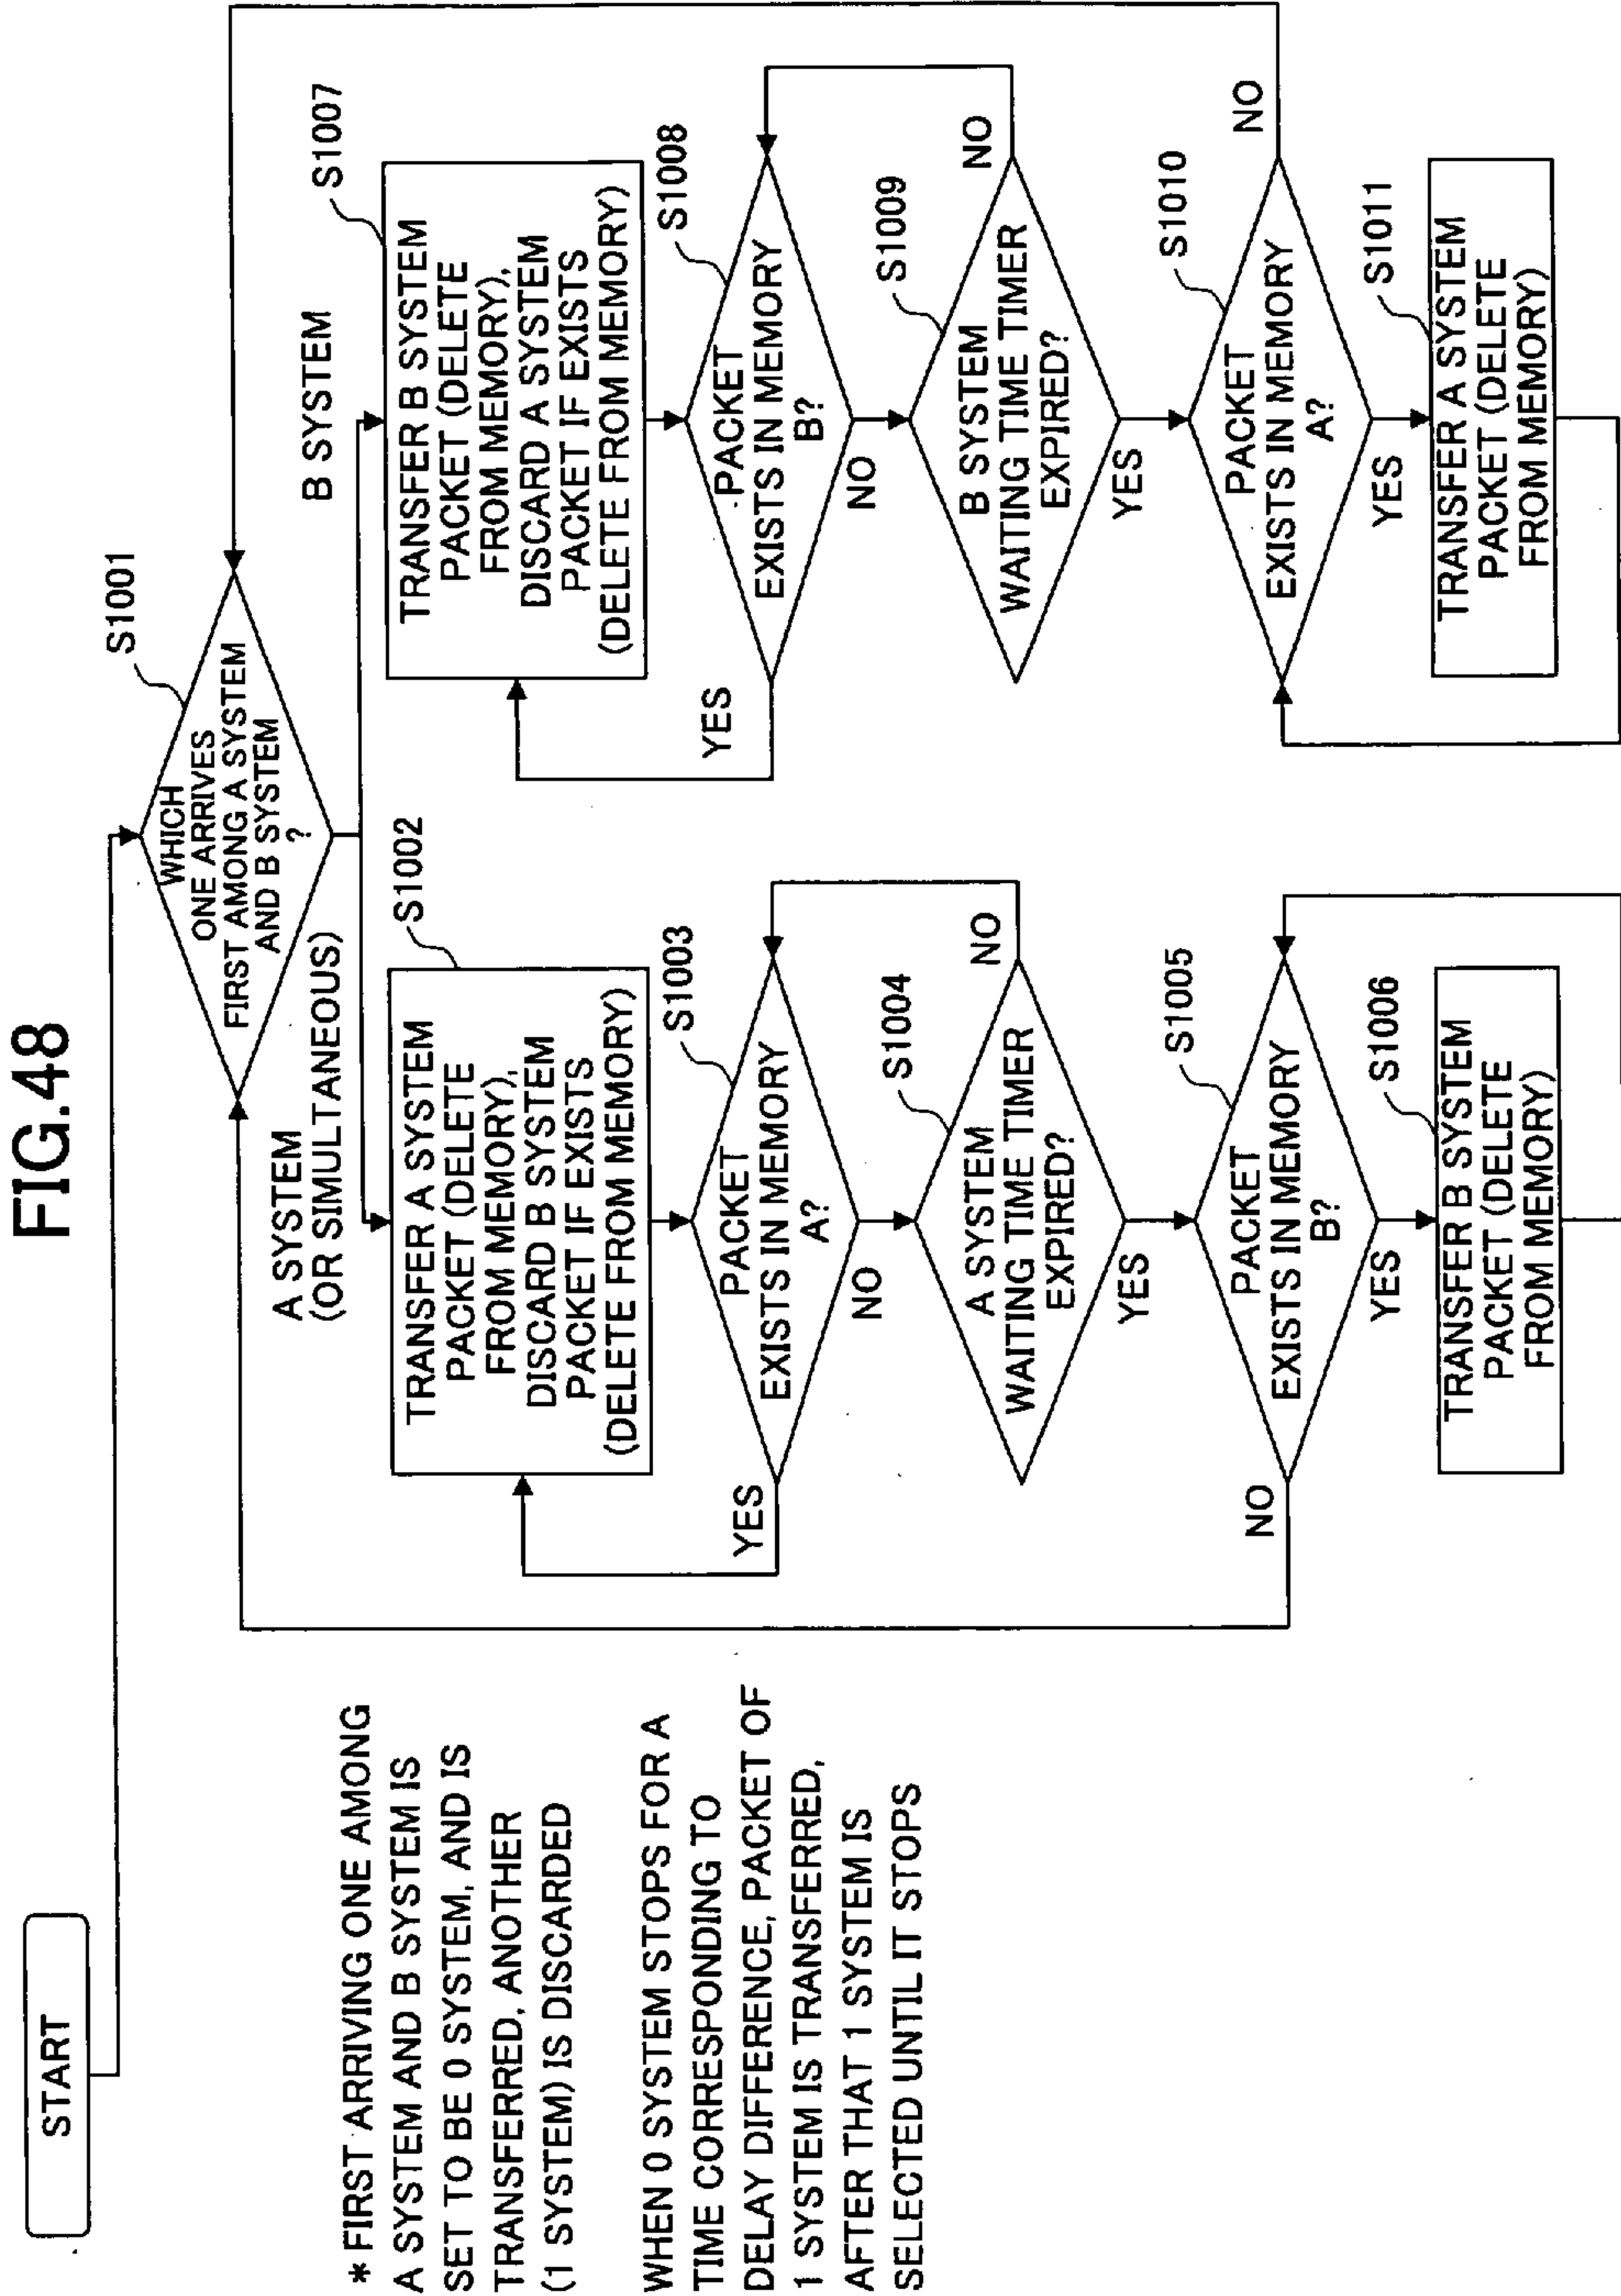 FIG.48
START
* FIRST ARRIVING ONE AMONG
A SYSTEM AND B SYSTEM IS
SET TO BE 0 SYSTEM, AND IS
TRANSFERRED, ANOTHER
(1 SYSTEM) IS DISCARDED
WHEN 0 SYSTEM STOPS FOR A
TIME CORRESPONDING TO
DELAY DIFFERENCE, PACKET OF
1 SYSTEM IS TRANSFERRED,
AFTER THAT 1 SYSTEM IS
SELECTED UNTIL IT STOPS
S1001
WHICH
ONE ARRIVES
FIRST AMONG A SYSTEM
AND B SYSTEM
?
A SYSTEM
(OR SIMULTANEOUS)
S1002
TRANSFER A SYSTEM
PACKET (DELETE
FROM MEMORY),
DISCARD B SYSTEM
PACKET IF EXISTS
(DELETE FROM MEMORY)
S1003
PACKET
EXISTS IN MEMORY
A?
YES
NO
S1004
A SYSTEM
WAITING TIME TIMER
EXPIRED?
NO
YES
S1005
PACKET
EXISTS IN MEMORY
B?
NO
YES
S1006
TRANSFER B SYSTEM
PACKET (DELETE
FROM MEMORY)
B SYSTEM
S1007
TRANSFER B SYSTEM
PACKET (DELETE
FROM MEMORY),
DISCARD A SYSTEM
PACKET IF EXISTS
(DELETE FROM MEMORY)
S1008
PACKET
EXISTS IN MEMORY
B?
YES
NO
S1009
B SYSTEM
WAITING TIME TIMER
EXPIRED?
NO
YES
S1010
PACKET
EXISTS IN MEMORY
A?
NO
YES
S1011
TRANSFER A SYSTEM
PACKET (DELETE
FROM MEMORY)